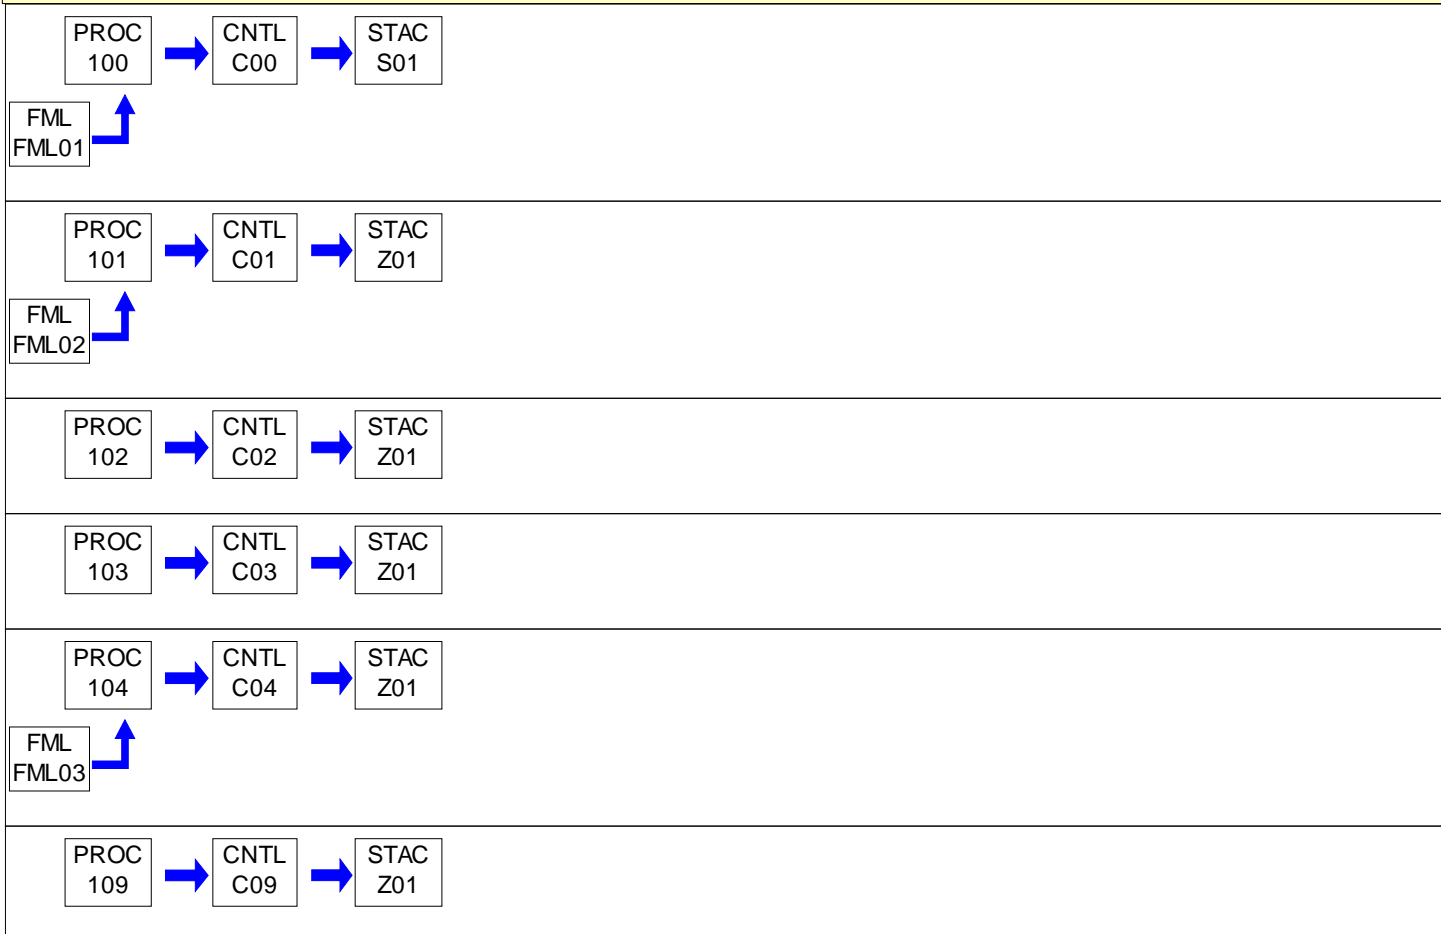 PROC
100
CNTL
C00
STAC
S01
FML
FML01
PROC
101
CNTL
C01
STAC
Z01
FML
FML02
PROC
102
CNTL
C02
STAC
Z01
PROC
103
CNTL
C03
STAC
Z01
PROC
104
CNTL
C04
STAC
Z01
FML
FML03
PROC
109
CNTL
C09
STAC
Z01